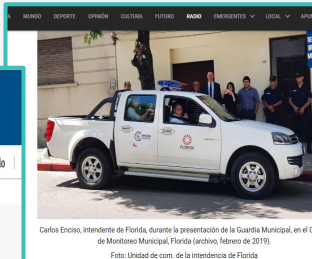 MUNDO DEPORTE OPINIÓN CULTURA FUTURO RADIO EMERGENTES LOCAL
FLORIDA
Carlos Enciso, intendente de Florida, durante la presentación de la Guardia Municipal, en el
de Monitoreo Municipal, Florida (archivo, febrero de 2019).
Foto: Unidad de com. de la intendencia de Florida